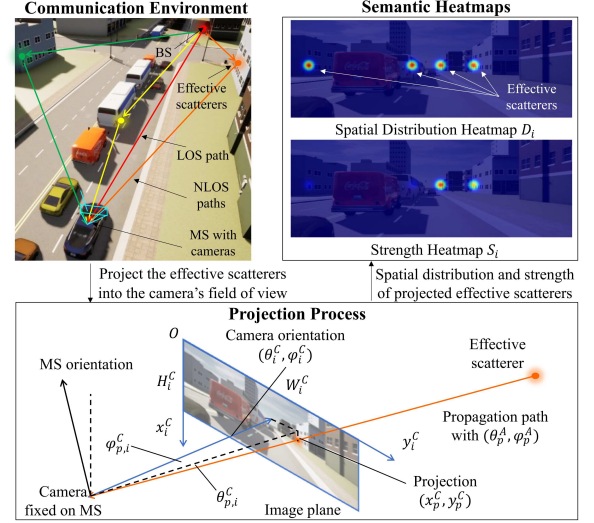 Communication Environment
BS
Effective
scatterers
LOS path
NLOS
paths
MS with
cameras
Semantic Heatmaps
Effective
scatterers
Spatial Distribution Heatmap D_i
Strength Heatmap S_i
Project the effective scatterers
into the camera's field of view
Spatial distribution and strength
of projected effective scatterers
Projection Process
MS orientation
O
Camera orientation
(θ_i^C, φ_i^C)
H_i^C
W_i^C
x_i^C
y_i^C
Effective
scatterer
Propagation path
with (θ_p^A, φ_p^A)
φ_{p,i}^C
θ_{p,i}^C
Projection
(x_p^C, y_p^C)
Camera
fixed on MS
Image plane